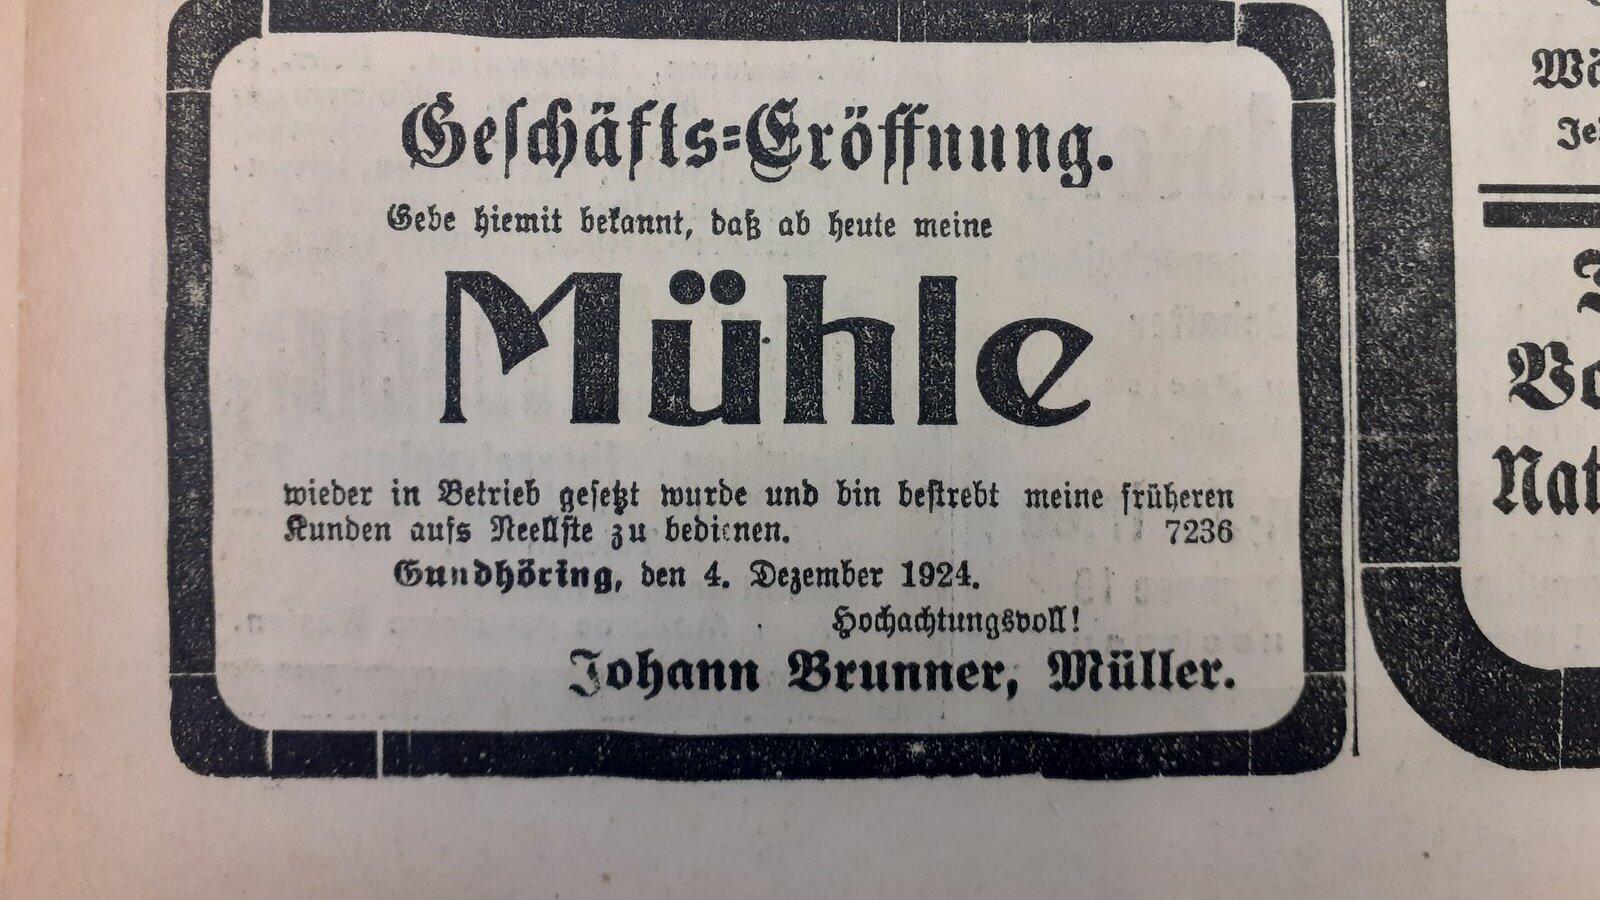 Geschäfts=Eröffnung.
Gebe hiemit bekannt, daß ab heute meine
Mühle
wieder in Betrieb gesetzt wurde und bin bestrebt meine früheren
Kunden aufs Reellste zu bedienen. 7236
Gundhöring, den 4. Dezember 1924.
Hochachtungsvoll!
Johann Brunner, Müller.